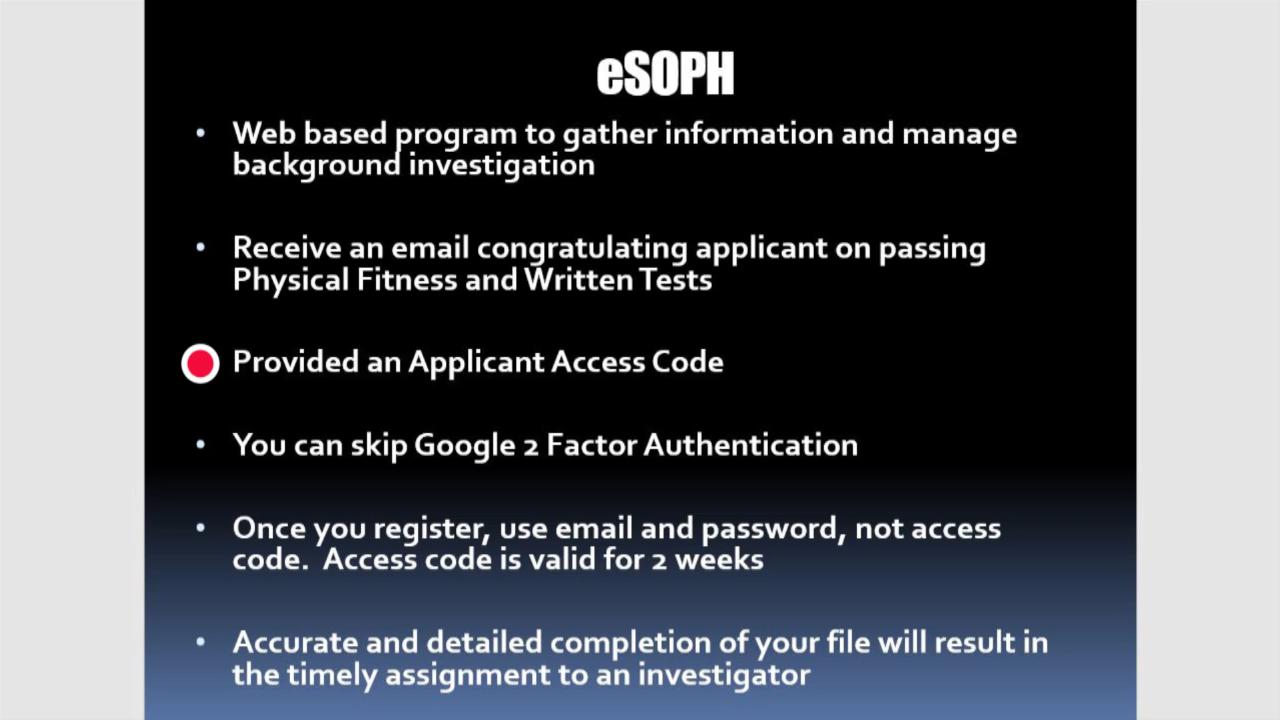 eSOPH
• Web based program to gather information and manage
background investigation
• Receive an email congratulating applicant on passing
Physical Fitness and Written Tests
Provided an Applicant Access Code
• You can skip Google 2 Factor Authentication
• Once you register, use email and password, not access
code. Access code is valid for 2 weeks
• Accurate and detailed completion of your file will result in
the timely assignment to an investigator